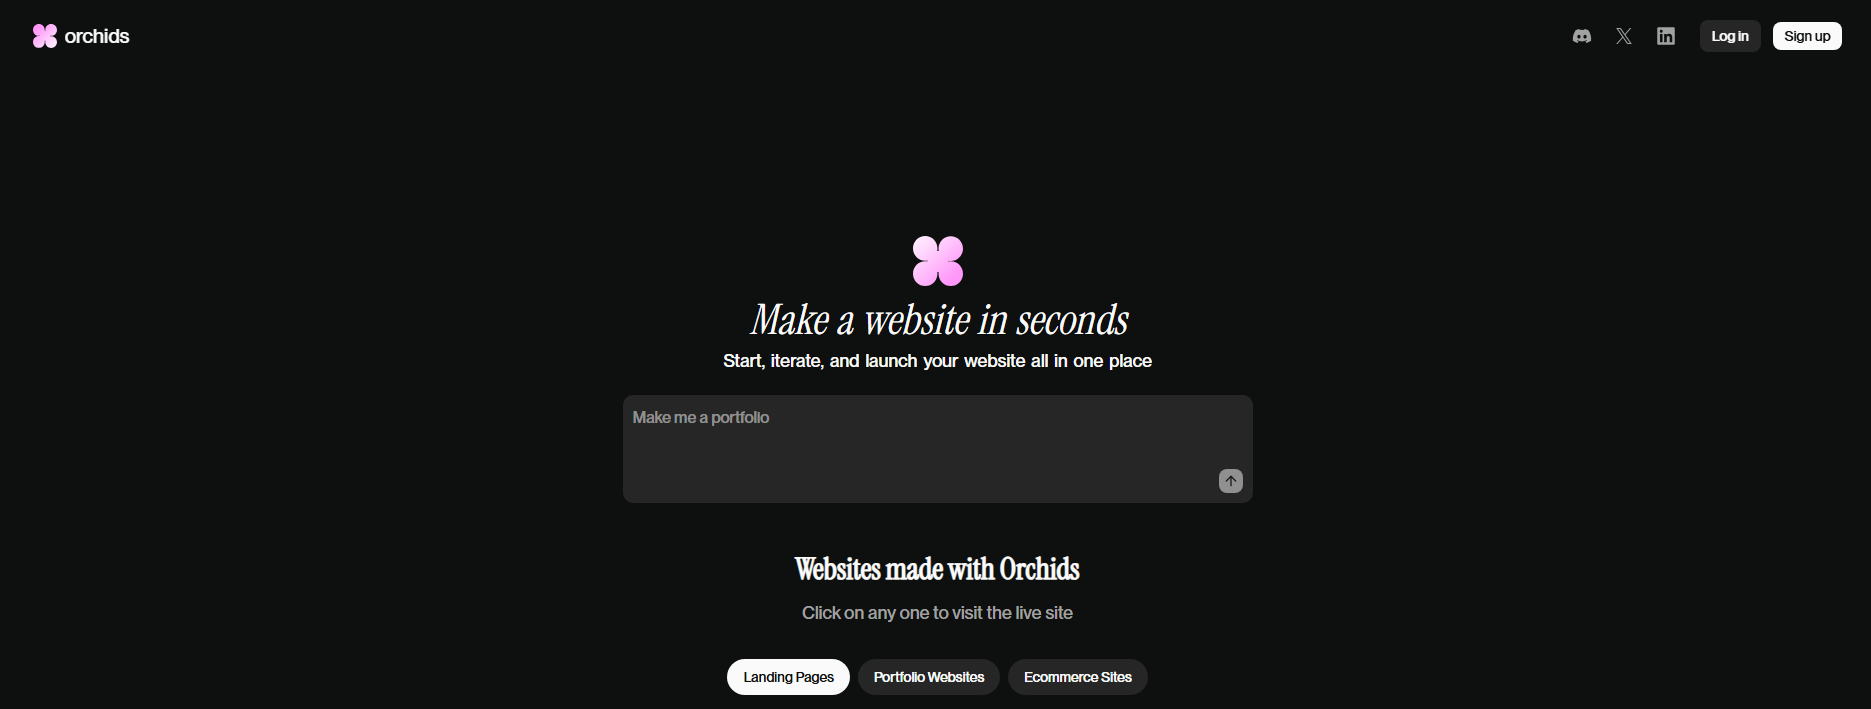 orchids
Log in
Sign up
Make a website in seconds
Start, iterate, and launch your website all in one place
Make me a portfolio
Websites made with Orchids
Click on any one to visit the live site
Landing Pages
Portfolio Websites
Ecommerce Sites